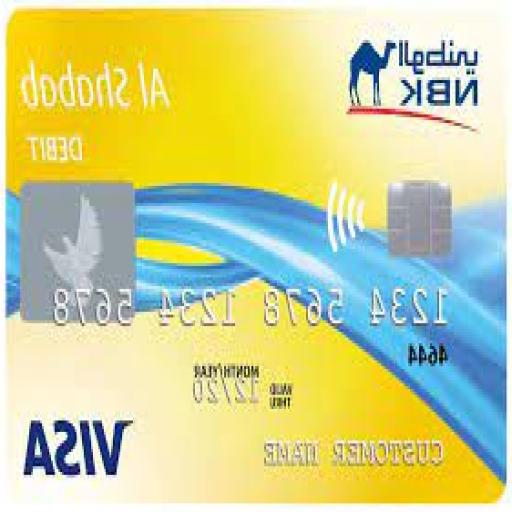 الوطني
NBK
Al Shabab
DEBIT
1234 5678 1234 5678
4644
MONTH/YEAR
VALID THRU 12/20
CUSTOMER NAME
VISA